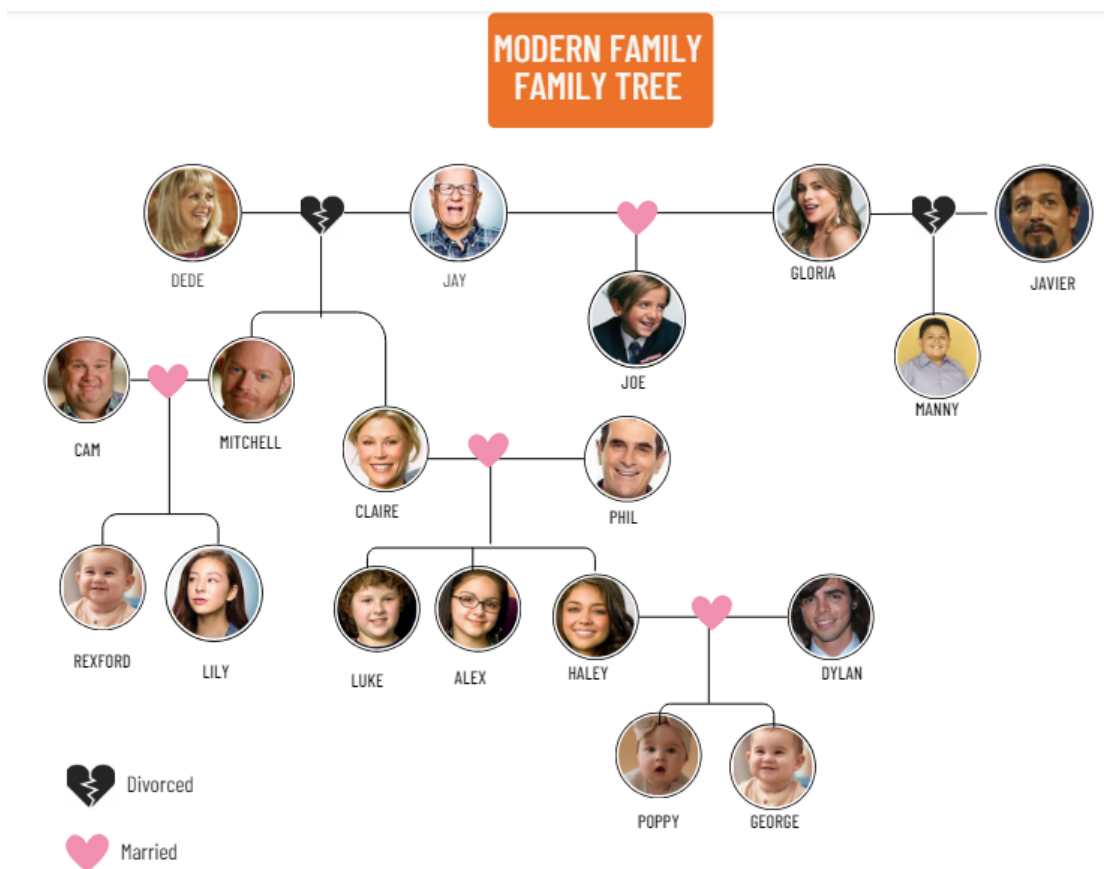 MODERN FAMILY
FAMILY TREE
DEDE
JAY
GLORIA
JAVIER
JOE
MANNY
CAM
MITCHELL
CLAIRE
PHIL
REXFORD
LILY
LUKE
ALEX
HALEY
DYLAN
POPPY
GEORGE
Divorced
Married